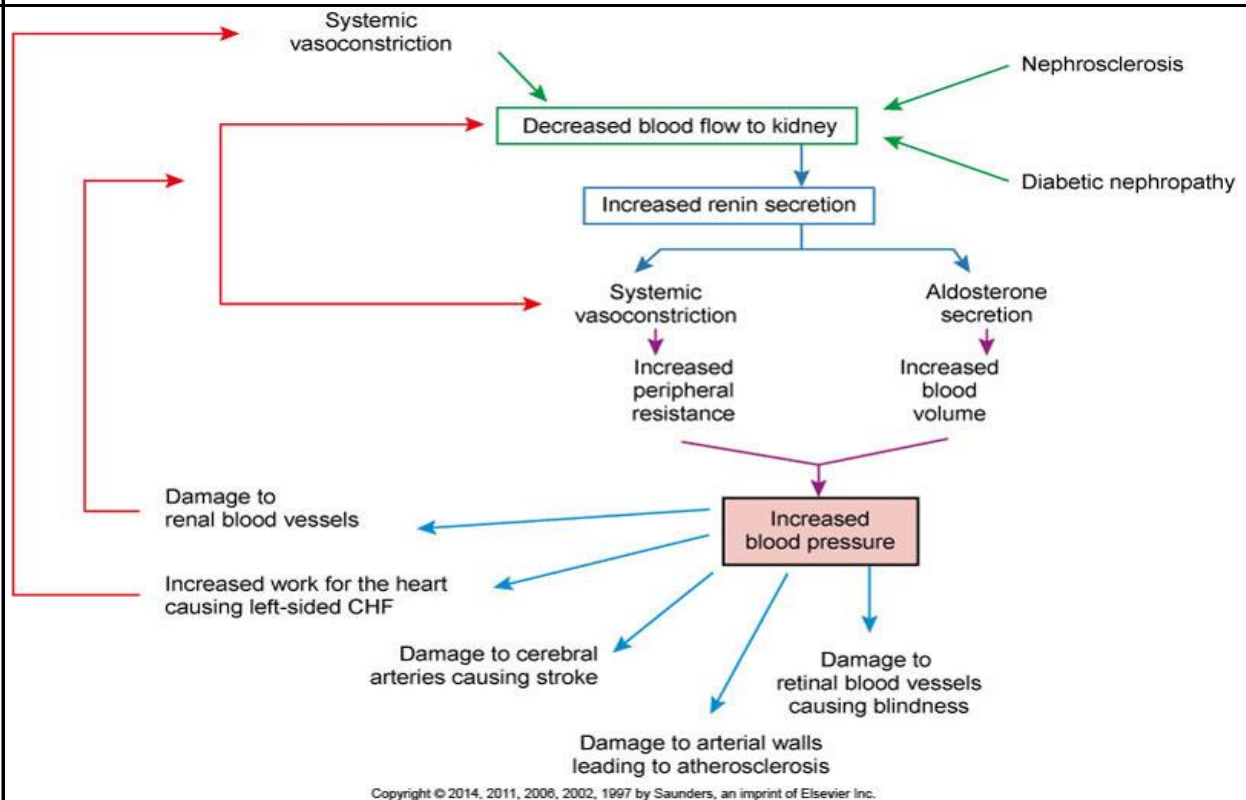 Systemic
vasoconstriction
Nephrosclerosis
Decreased blood flow to kidney
Diabetic nephropathy
Increased renin secretion
Systemic
vasoconstriction
Aldosterone
secretion
Increased
peripheral
resistance
Increased
blood
volume
Damage to
renal blood vessels
Increased
blood pressure
Increased work for the heart
causing left-sided CHF
Damage to cerebral
arteries causing stroke
Damage to
retinal blood vessels
causing blindness
Damage to arterial walls
leading to atherosclerosis
Copyright © 2014, 2011, 2006, 2002, 1997 by Saunders, an imprint of Elsevier Inc.